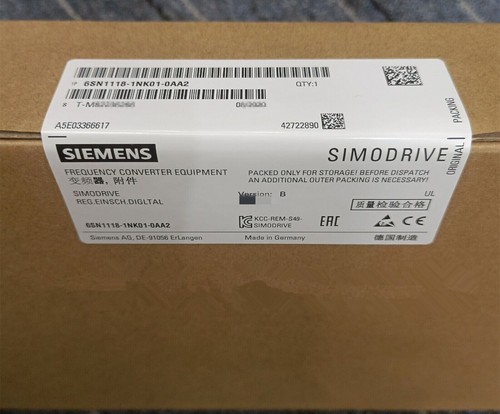 6SN1118-1NK01-0AA2
QTY:1
S T-M
A5E03366617
42722890
ORIGINAL PACKING
SIEMENS
SIMODRIVE
FREQUENCY CONVERTER EQUIPMENT
变频器,附件
SIMODRIVE
REG.EINSCH.DIGLTAL
6SN1118-1NK01-0AA2
PACKED ONLY FOR STORAGE! BEFORE DISPATCH
AN ADDITIONAL OUTER PACKING IS NECESSARY.
Version: B
UL
质量检验合格
KCC-REM-S49-
SIMODRIVE
EAC
CE
Siemens AG, DE-91056 ErLangen
Made in Germany
德国制造